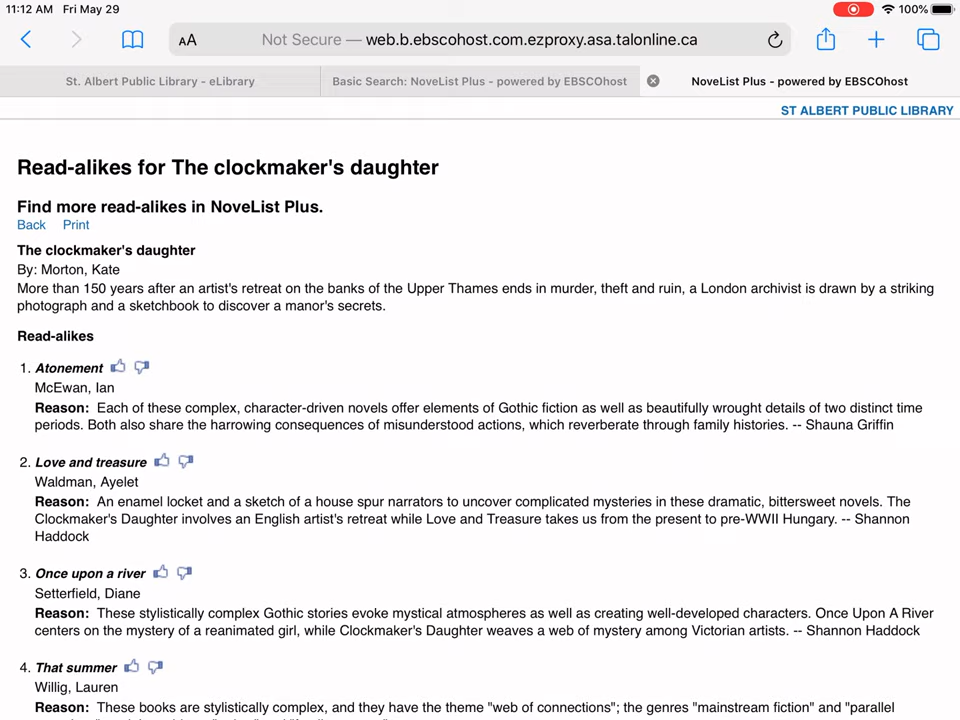 11:12 AM Fri May 29
100%
AA
Not Secure — web.b.ebscohost.com.ezproxy.asa.talonline.ca
St. Albert Public Library - eLibrary
Basic Search: NoveList Plus - powered by EBSCOhost
NoveList Plus - powered by EBSCOhost
ST ALBERT PUBLIC LIBRARY
Read-alikes for The clockmaker's daughter
Find more read-alikes in NoveList Plus.
Back Print
The clockmaker's daughter
By: Morton, Kate
More than 150 years after an artist's retreat on the banks of the Upper Thames ends in murder, theft and ruin, a London archivist is drawn by a striking
photograph and a sketchbook to discover a manor's secrets.
Read-alikes
1. Atonement
McEwan, Ian
Reason: Each of these complex, character-driven novels offer elements of Gothic fiction as well as beautifully wrought details of two distinct time
periods. Both also share the harrowing consequences of misunderstood actions, which reverberate through family histories. -- Shauna Griffin
2. Love and treasure
Waldman, Ayelet
Reason: An enamel locket and a sketch of a house spur narrators to uncover complicated mysteries in these dramatic, bittersweet novels. The
Clockmaker's Daughter involves an English artist's retreat while Love and Treasure takes us from the present to pre-WWII Hungary. -- Shannon
Haddock
3. Once upon a river
Setterfield, Diane
Reason: These stylistically complex Gothic stories evoke mystical atmospheres as well as creating well-developed characters. Once Upon A River
centers on the mystery of a reanimated girl, while Clockmaker's Daughter weaves a web of mystery among Victorian artists. -- Shannon Haddock
4. That summer
Willig, Lauren
Reason: These books are stylistically complex, and they have the theme "web of connections"; the genres "mainstream fiction" and "parallel